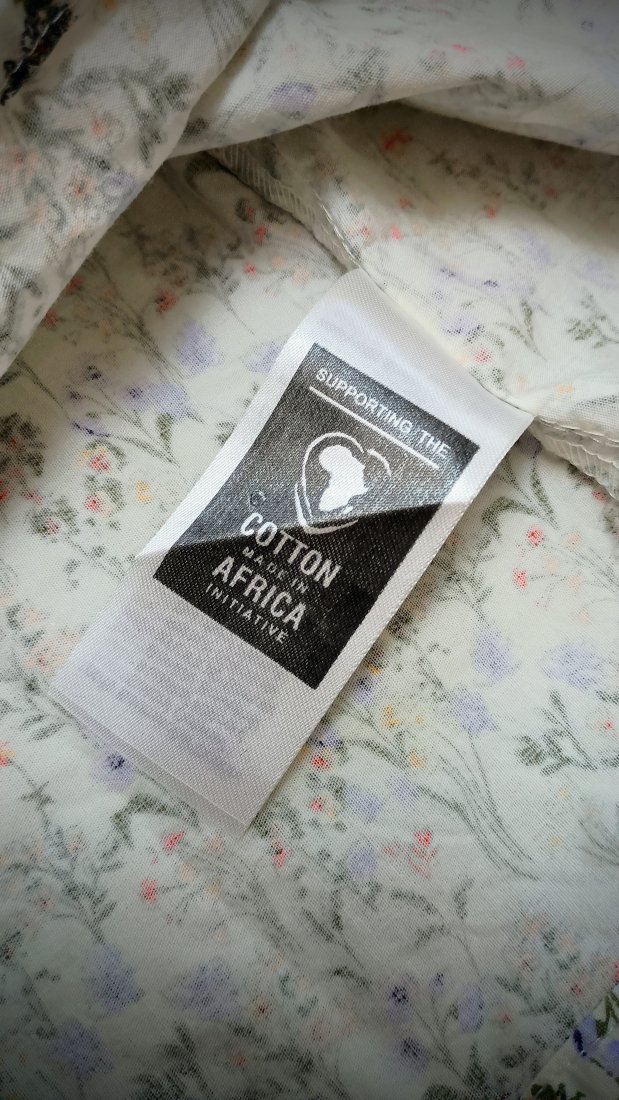 SUPPORTING THE
COTTON
MADE IN
AFRICA
INITIATIVE